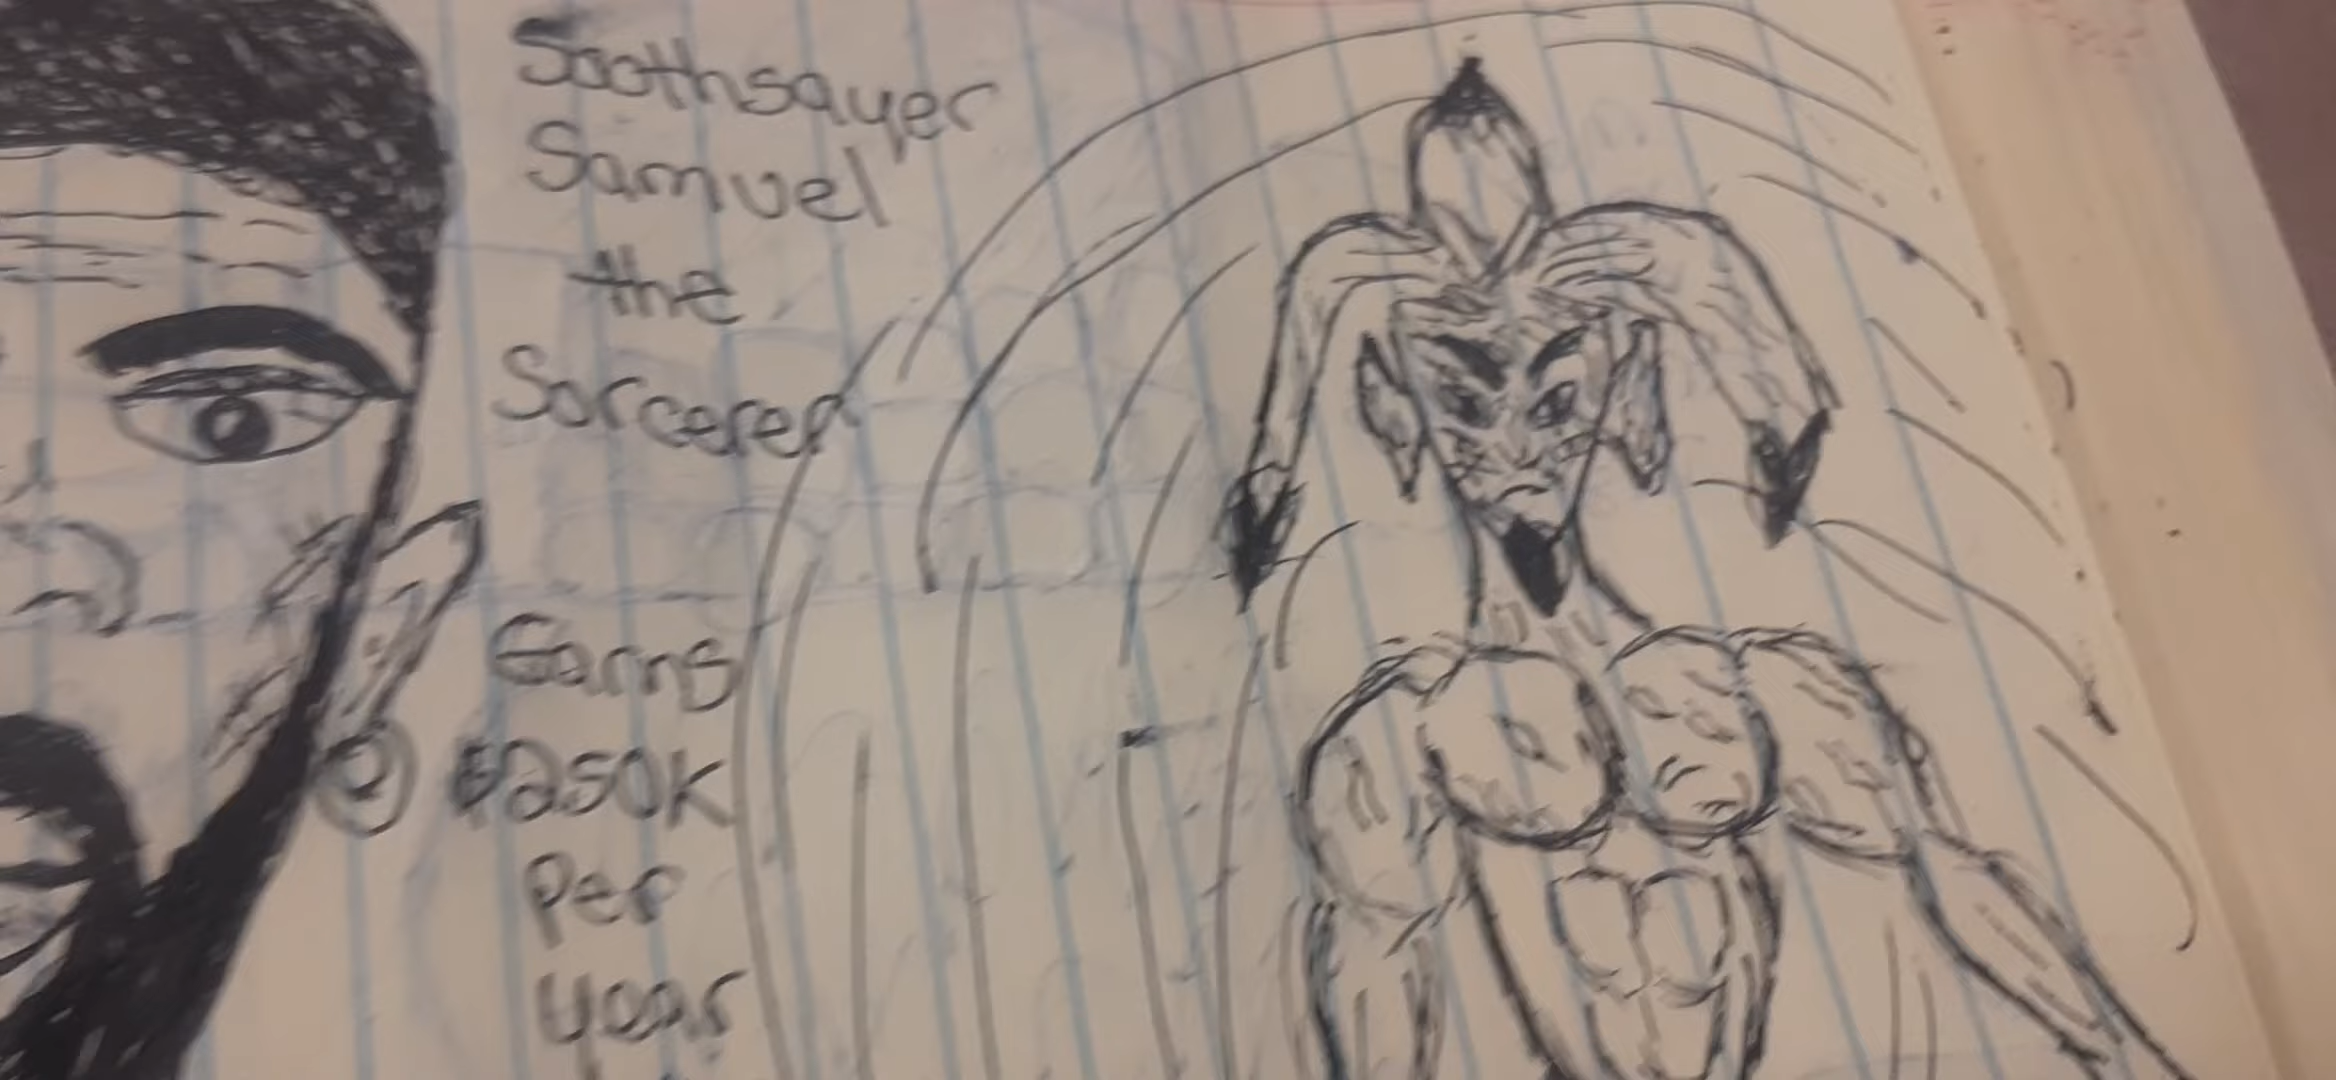 Soothsayer
Samuel
the
Sorcerer
Earns
$250K
Per
year